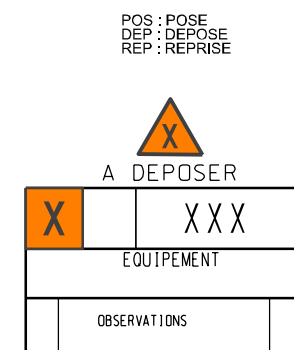 POS : POSE
DEP : DEPOSE
REP : REPRISE
X
A DEPOSER
X XXX
EQUIPEMENT
OBSERVATIONS